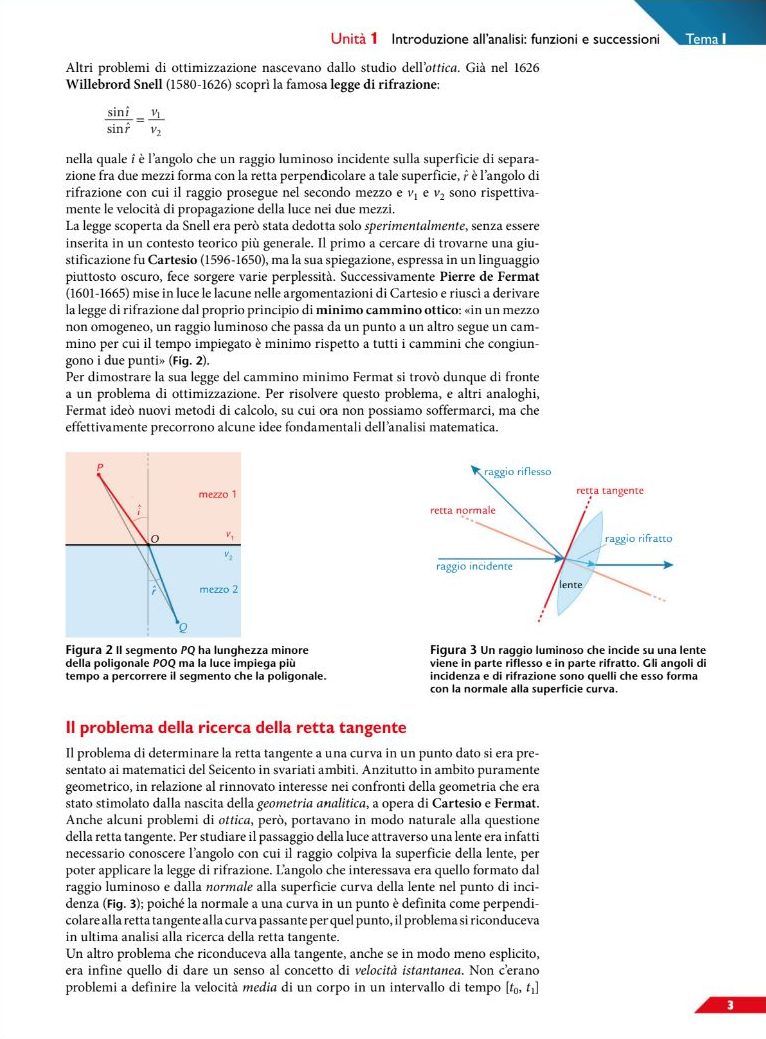 Unità 1 Introduzione all'analisi: funzioni e successioni Tema I
Altri problemi di ottimizzazione nascevano dallo studio dell'ottica. Già nel 1626
Willebrord Snell (1580-1626) scoprì la famosa legge di rifrazione:
sin î / sin r̂ = v₁ / v₂
nella quale î è l'angolo che un raggio luminoso incidente sulla superficie di separa-
zione fra due mezzi forma con la retta perpendicolare a tale superficie, r̂ è l'angolo di
rifrazione con cui il raggio prosegue nel secondo mezzo e v₁ e v₂ sono rispettiva-
mente le velocità di propagazione della luce nei due mezzi.
La legge scoperta da Snell era però stata dedotta solo sperimentalmente, senza essere
inserita in un contesto teorico più generale. Il primo a cercare di trovarne una giu-
stificazione fu Cartesio (1596-1650), ma la sua spiegazione, espressa in un linguaggio
piuttosto oscuro, fece sorgere varie perplessità. Successivamente Pierre de Fermat
(1601-1665) mise in luce le lacune nelle argomentazioni di Cartesio e riuscì a derivare
la legge di rifrazione dal proprio principio di minimo cammino ottico: «in un mezzo
non omogeneo, un raggio luminoso che passa da un punto a un altro segue un cam-
mino per cui il tempo impiegato è minimo rispetto a tutti i cammini che congiun-
gono i due punti» (Fig. 2).
Per dimostrare la sua legge del cammino minimo Fermat si trovò dunque di fronte
a un problema di ottimizzazione. Per risolvere questo problema, e altri analoghi,
Fermat ideò nuovi metodi di calcolo, su cui ora non possiamo soffermarci, ma che
effettivamente precorrono alcune idee fondamentali dell'analisi matematica.
P
mezzo 1
î
O
v₁
v₂
r̂
mezzo 2
Q
Figura 2 Il segmento PQ ha lunghezza minore
della poligonale POQ ma la luce impiega più
tempo a percorrere il segmento che la poligonale.
raggio riflesso
retta tangente
retta normale
raggio rifratto
raggio incidente
lente
Figura 3 Un raggio luminoso che incide su una lente
viene in parte riflesso e in parte rifratto. Gli angoli di
incidenza e di rifrazione sono quelli che esso forma
con la normale alla superficie curva.
Il problema della ricerca della retta tangente
Il problema di determinare la retta tangente a una curva in un punto dato si era pre-
sentato ai matematici del Seicento in svariati ambiti. Anzitutto in ambito puramente
geometrico, in relazione al rinnovato interesse nei confronti della geometria che era
stato stimolato dalla nascita della geometria analitica, a opera di Cartesio e Fermat.
Anche alcuni problemi di ottica, però, portavano in modo naturale alla questione
della retta tangente. Per studiare il passaggio della luce attraverso una lente era infatti
necessario conoscere l'angolo con cui il raggio colpiva la superficie della lente, per
poter applicare la legge di rifrazione. L'angolo che interessava era quello formato dal
raggio luminoso e dalla normale alla superficie curva della lente nel punto di inci-
denza (Fig. 3); poiché la normale a una curva in un punto è definita come perpendi-
colare alla retta tangente alla curva passante per quel punto, il problema si riconduceva
in ultima analisi alla ricerca della retta tangente.
Un altro problema che riconduceva alla tangente, anche se in modo meno esplicito,
era infine quello di dare un senso al concetto di velocità istantanea. Non c'erano
problemi a definire la velocità media di un corpo in un intervallo di tempo [t₀, t₁]
3